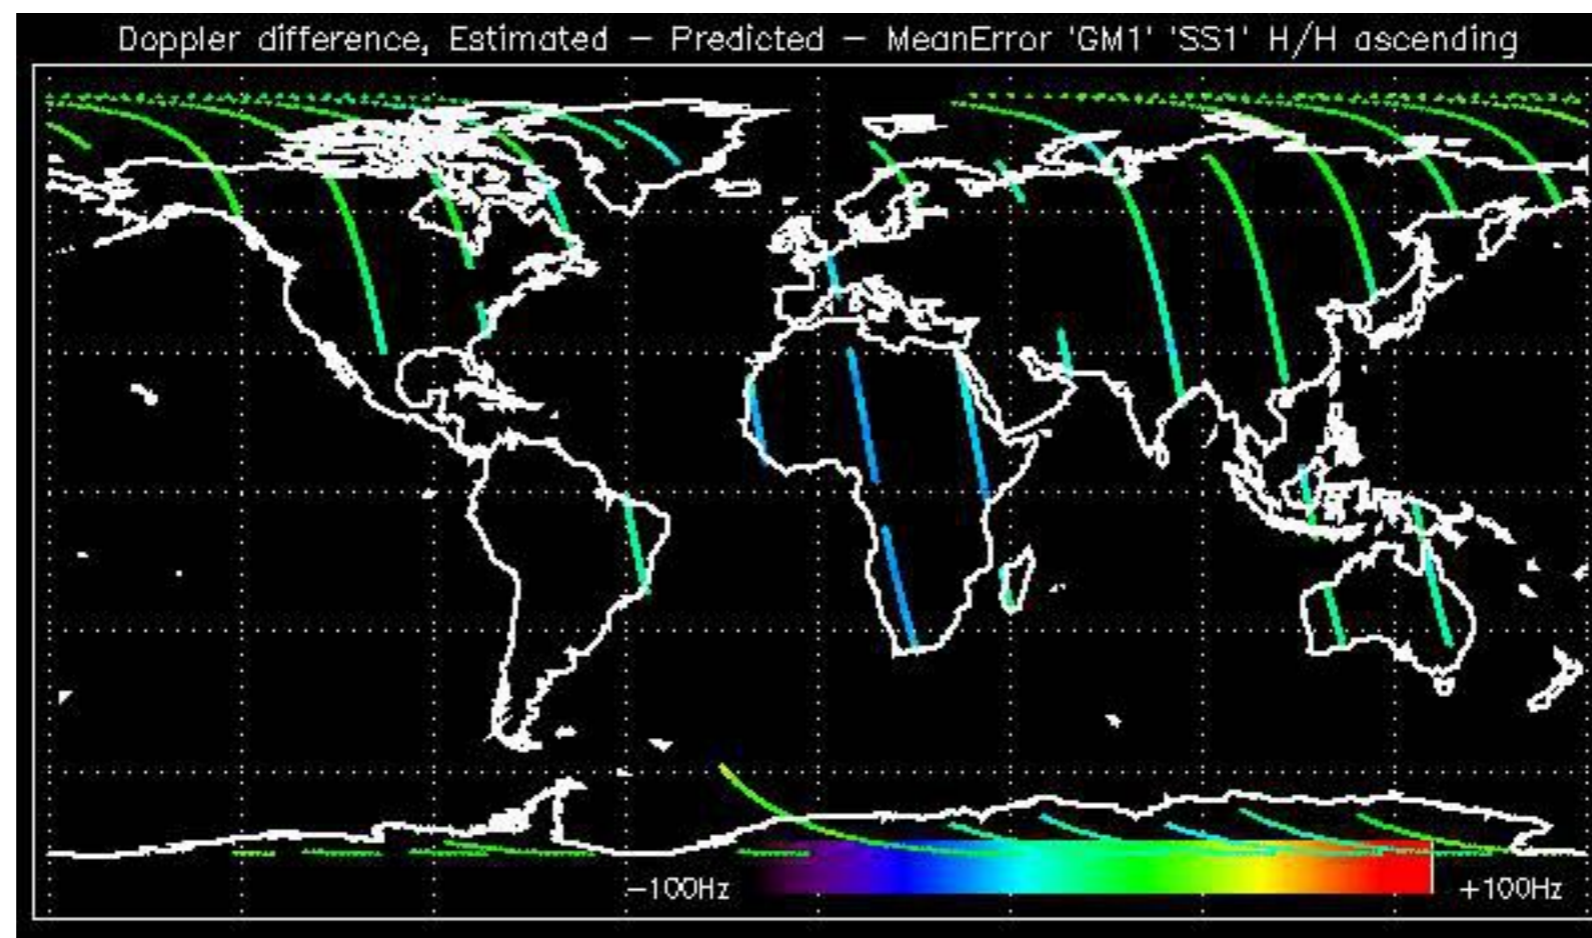 Doppler difference, Estimated – Predicted – MeanError 'GM1' 'SS1' H/H ascending
–100Hz +100Hz